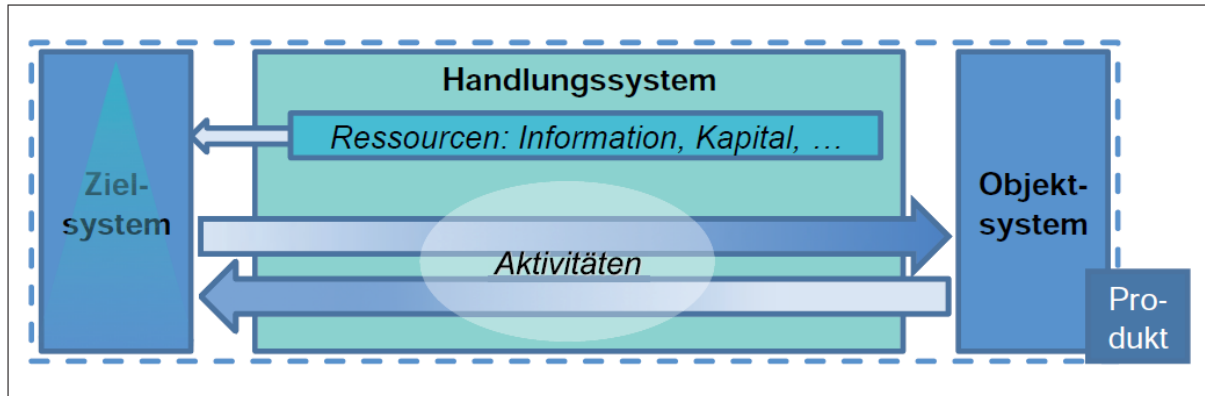 Handlungssystem
Ressourcen: Information, Kapital, …
Ziel-
system
Objekt-
system
Aktivitäten
Pro-
dukt